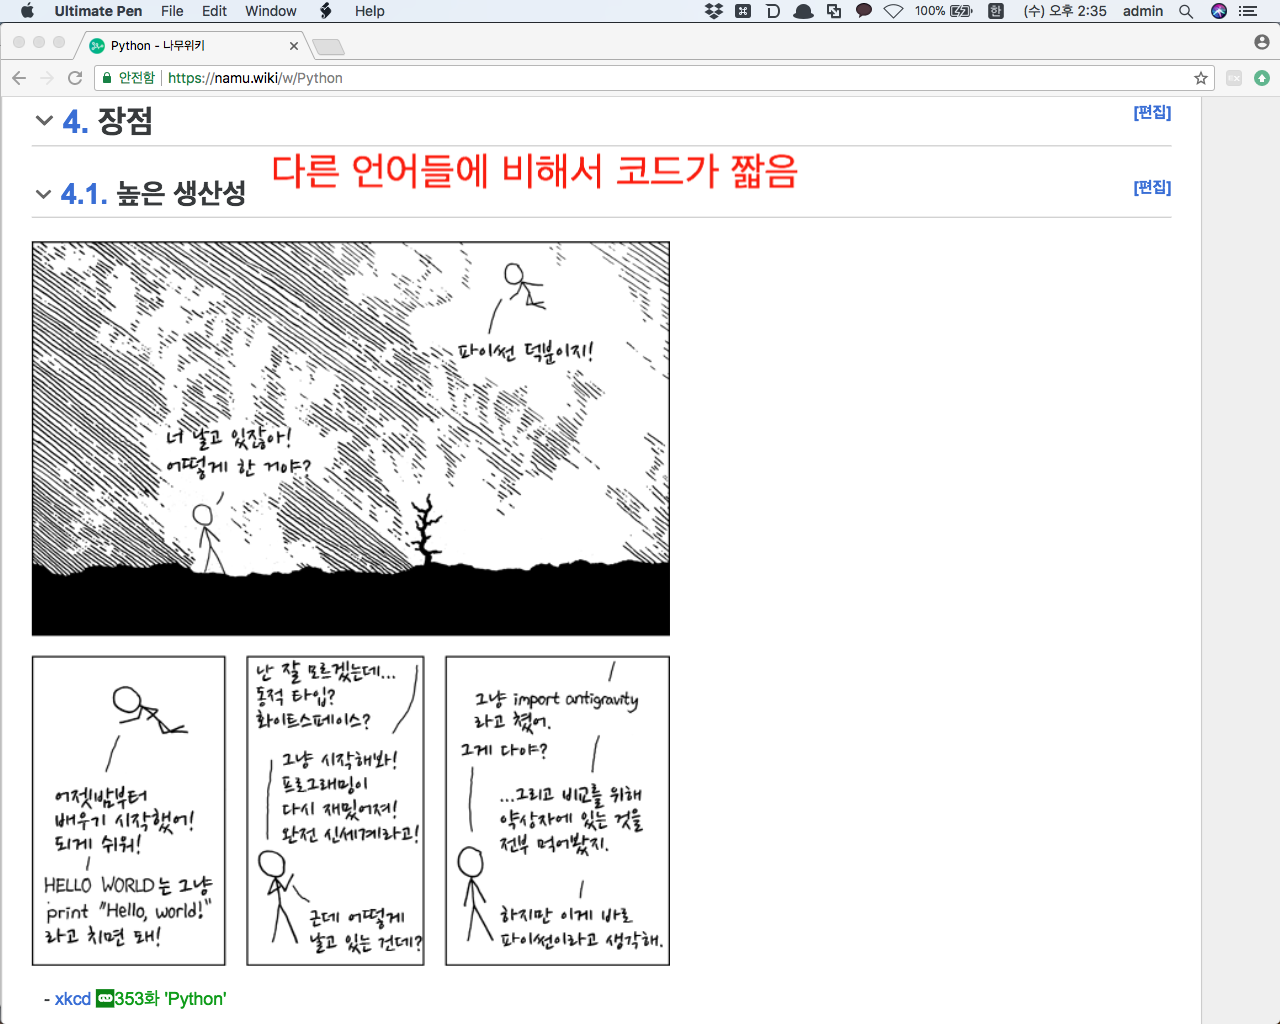 Ultimate Pen File Edit Window Help 100% 한 (수) 오후 2:35 admin
Python - 나무위키
안전함 https://namu.wiki/w/Python
4. 장점 [편집]
다른 언어들에 비해서 코드가 짧음
4.1. 높은 생산성 [편집]
파이썬 덕분이지!
너 날고 있잖아!
어떻게 한 거야?
어젯밤부터
배우기 시작했어!
되게 쉬워!
HELLO WORLD는 그냥
print "Hello, world!"
라고 치면 돼!
난 잘 모르겠는데...
동적 타입?
화이트스페이스?
그냥 시작해봐!
프로그래밍이
다시 재밌어져!
완전 신세계라고!
근데 어떻게
날고 있는 건데?
그냥 import antigravity
라고 쳤어.
그게 다야?
...그리고 비교를 위해
약상자에 있는 것을
전부 먹어봤지.
하지만 이게 바로
파이썬이라고 생각해.
- xkcd 353화 'Python'